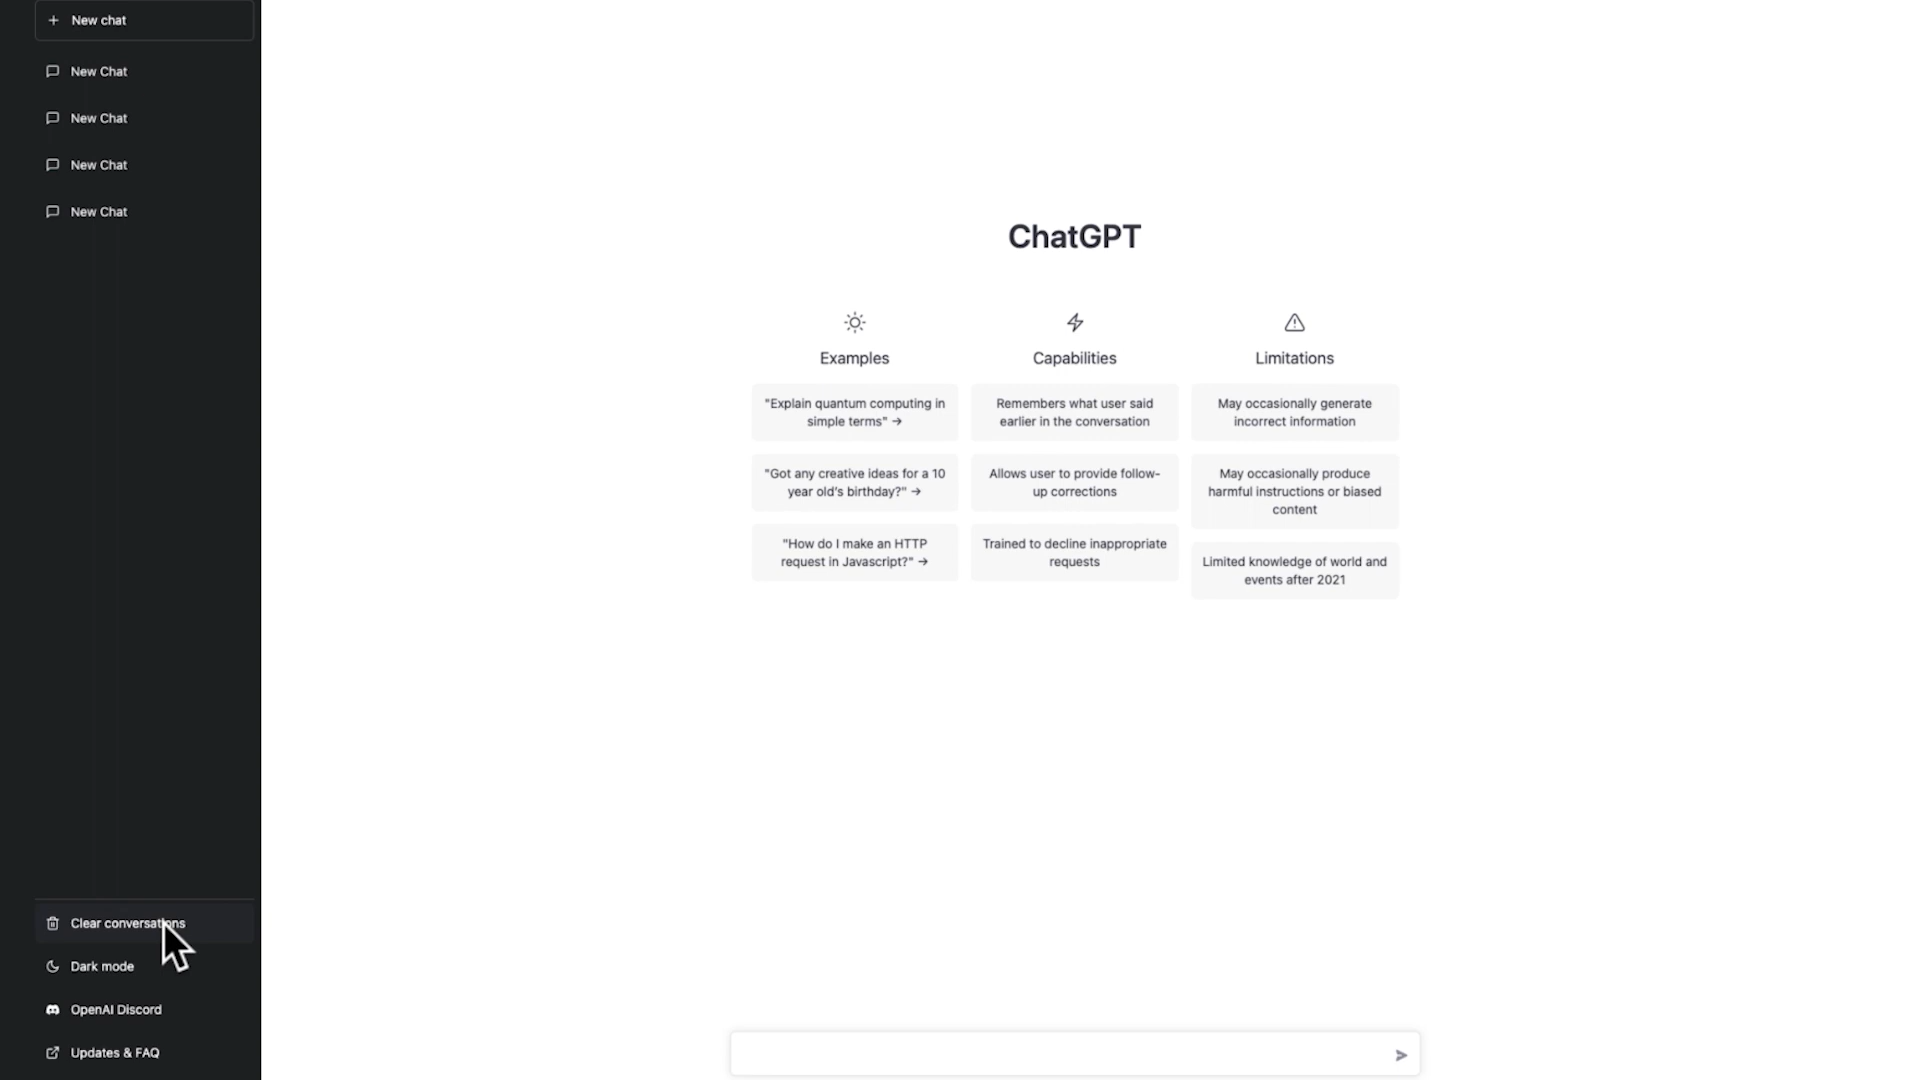 New chat
New Chat
New Chat
New Chat
New Chat
Clear conversations
Dark mode
OpenAI Discord
Updates & FAQ
ChatGPT
Examples
"Explain quantum computing in
simple terms" →
"Got any creative ideas for a 10
year old's birthday?" →
"How do I make an HTTP
request in Javascript?" →
Capabilities
Remembers what user said
earlier in the conversation
Allows user to provide follow-
up corrections
Trained to decline inappropriate
requests
Limitations
May occasionally generate
incorrect information
May occasionally produce
harmful instructions or biased
content
Limited knowledge of world and
events after 2021